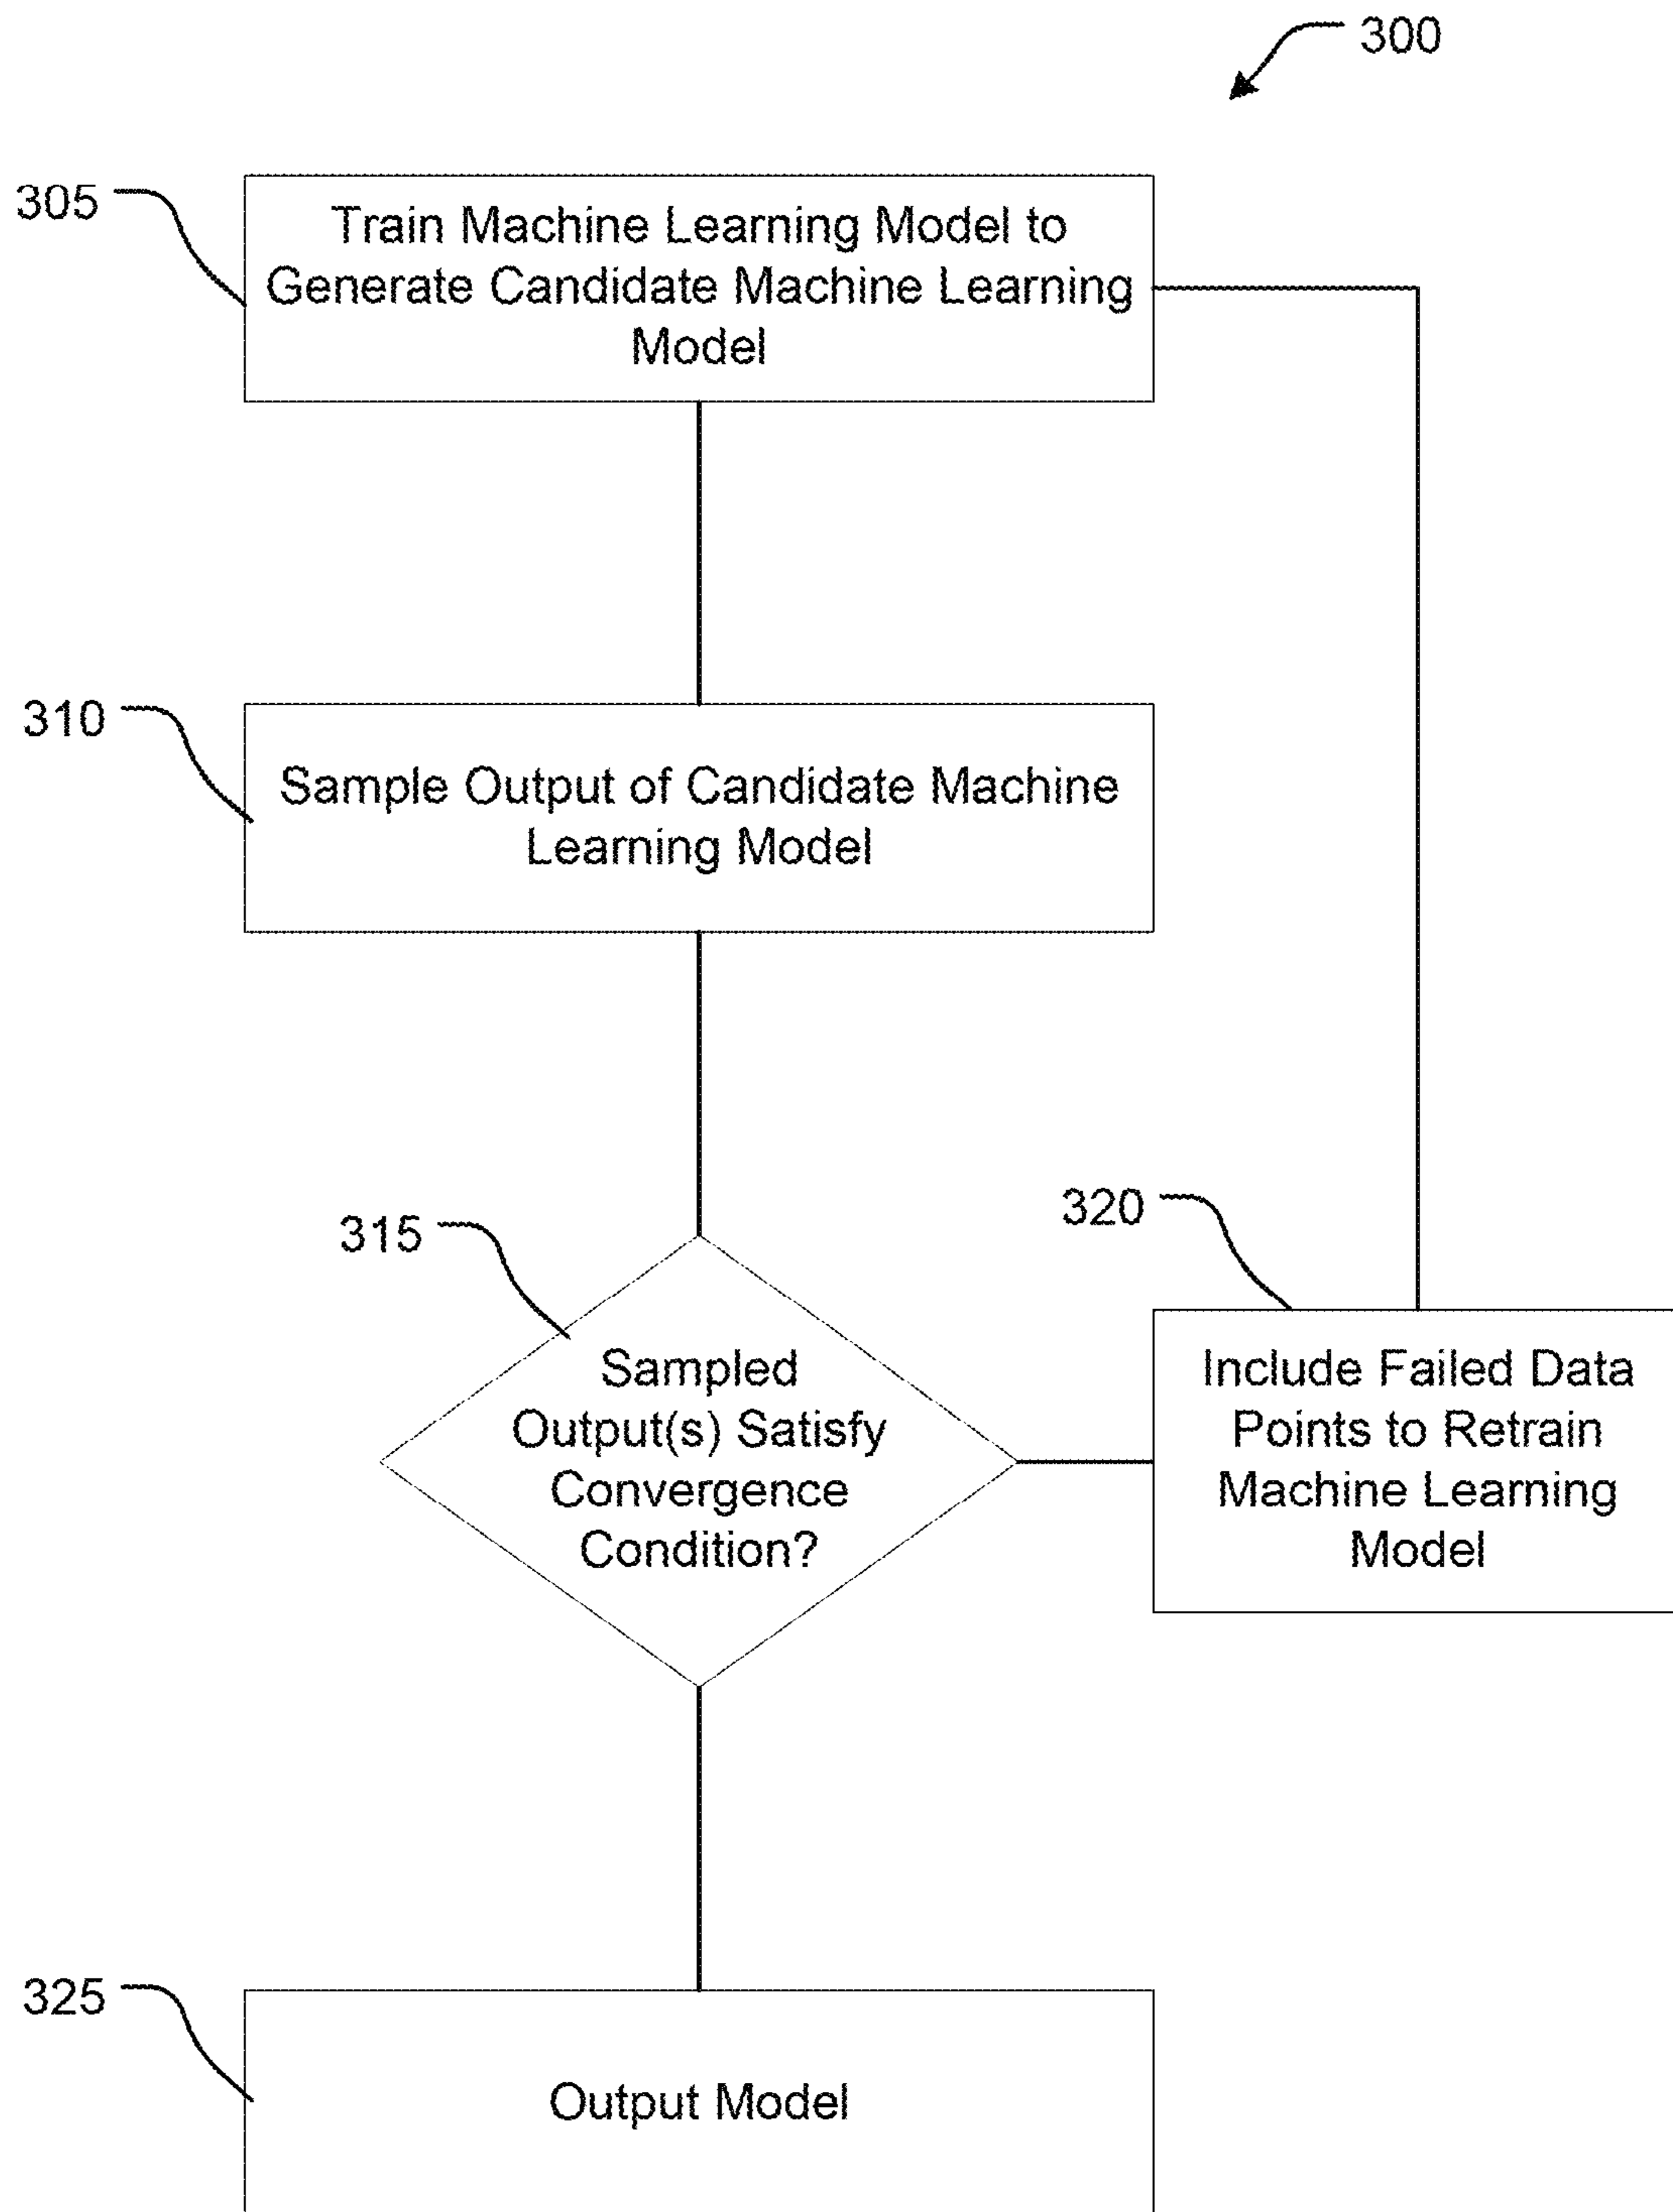 300
305
Train Machine Learning Model to
Generate Candidate Machine Learning
Model
310
Sample Output of Candidate Machine
Learning Model
315
Sampled
Output(s) Satisfy
Convergence
Condition?
320
Include Failed Data
Points to Retrain
Machine Learning
Model
325
Output Model